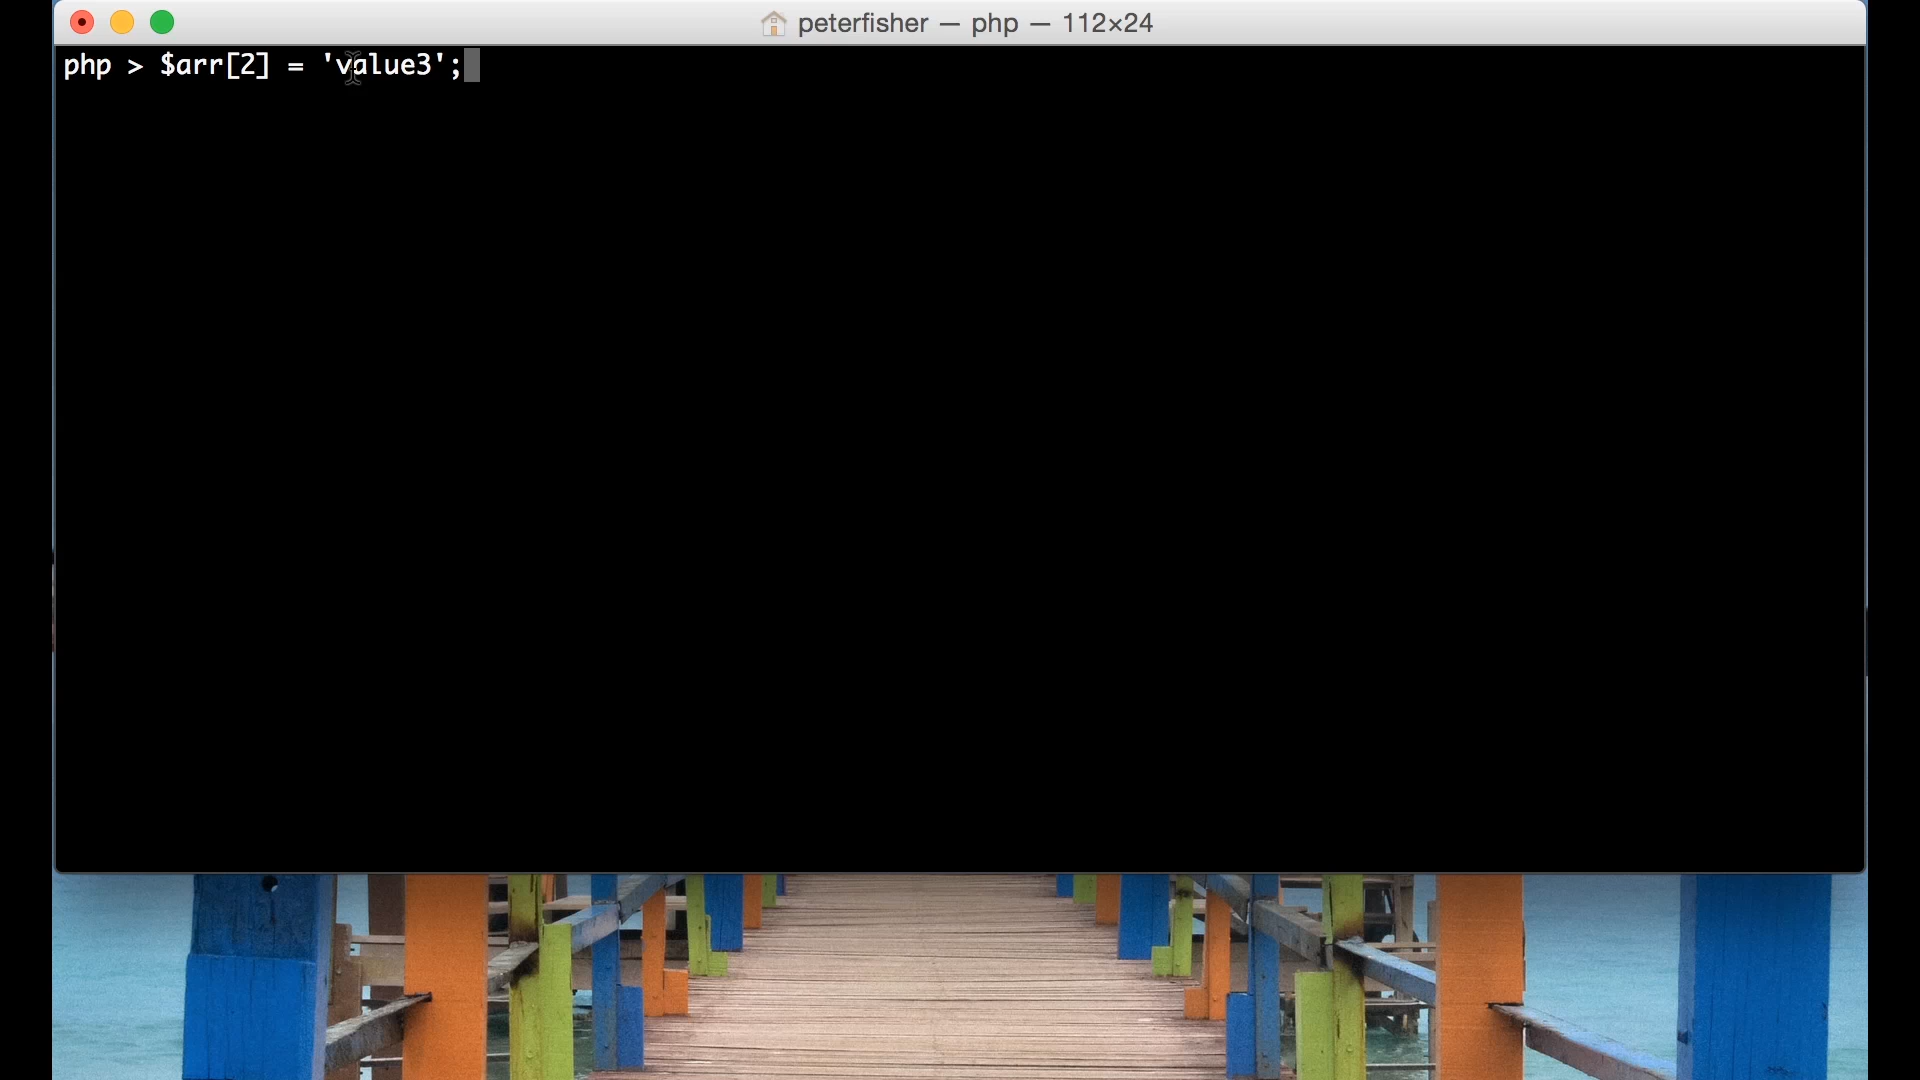 peterfisher — php — 112×24
php > $arr[2] = 'value3';